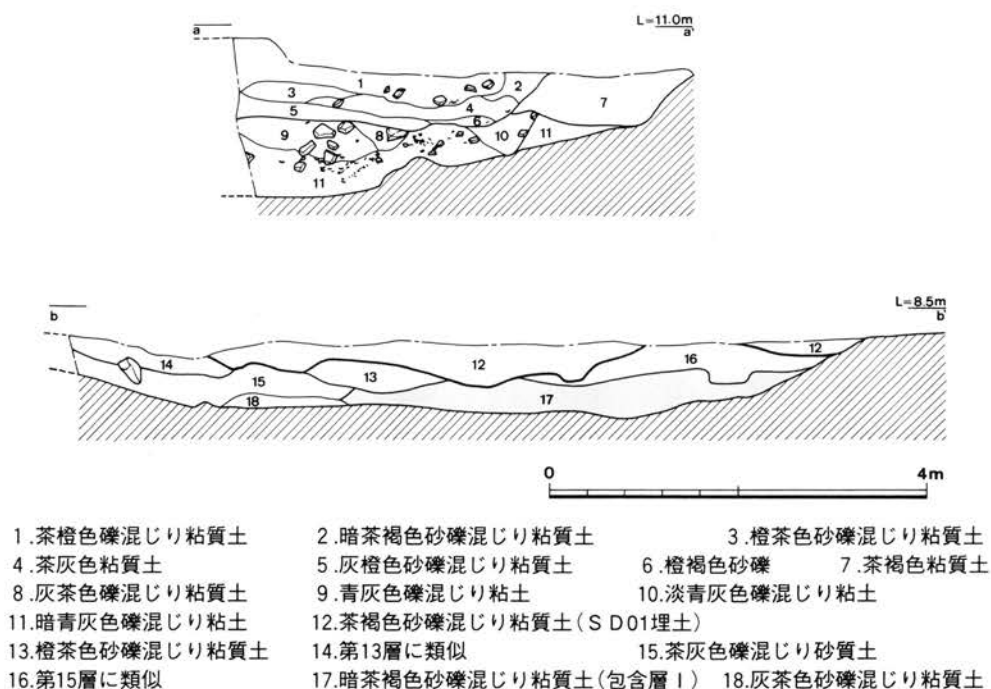 L=11.0m
a a'
1 2
3 4 7
5 6
9 8 10 11
11
L=8.5m
b b'
14 12 16 12
15 13
18 17
0 4m
1.茶橙色礫混じり粘質土 2.暗茶褐色砂礫混じり粘質土 3.橙茶色砂礫混じり粘質土
4.茶灰色粘質土 5.灰橙色砂礫混じり粘質土 6.橙褐色砂礫 7.茶褐色粘質土
8.灰茶色礫混じり粘質土 9.青灰色礫混じり粘土 10.淡青灰色礫混じり粘土
11.暗青灰色礫混じり粘土 12.茶褐色砂礫混じり粘質土(SD01埋土)
13.橙茶色砂礫混じり粘質土 14.第13層に類似 15.茶灰色礫混じり砂質土
16.第15層に類似 17.暗茶褐色砂礫混じり粘質土(包含層Ⅰ) 18.灰茶色砂礫混じり粘質土